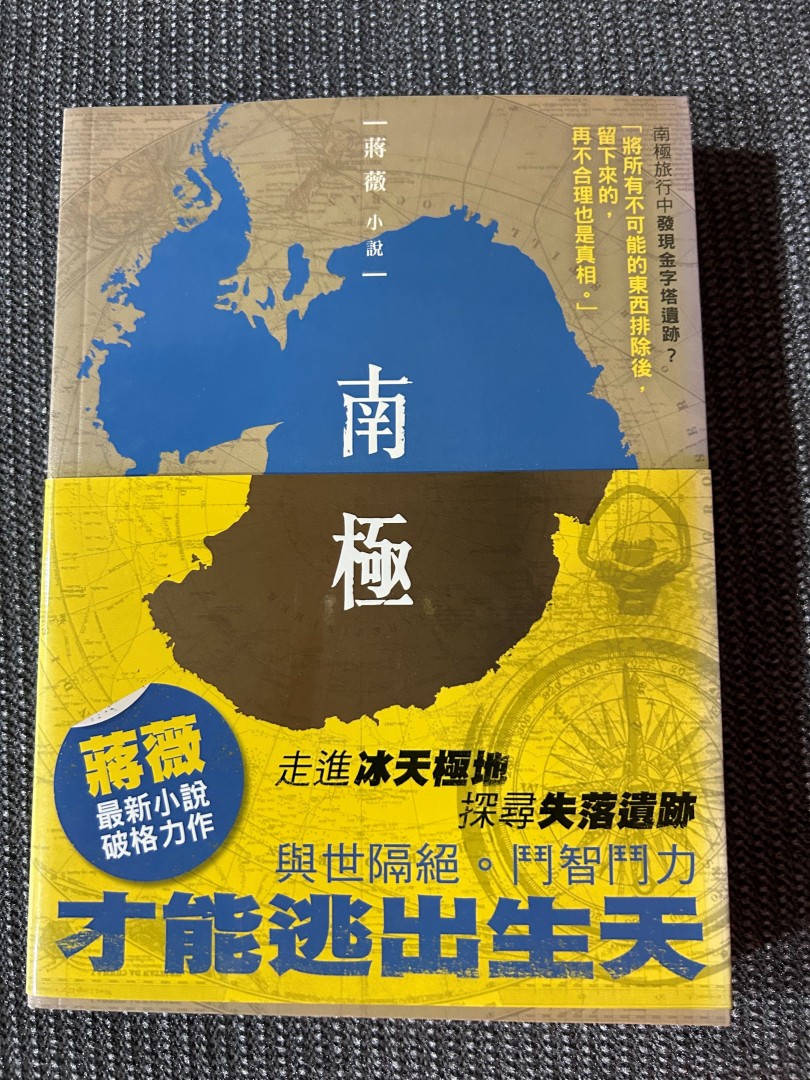 南極旅行中發現金字塔遺跡？
「將所有不可能的東西排除後，
留下來的，
再不合理也是真相。」
蔣薇 小說
南極
蔣薇
最新小說
破格力作
走進冰天極地
探尋失落遺跡
與世隔絕。鬥智鬥力
才能逃出生天